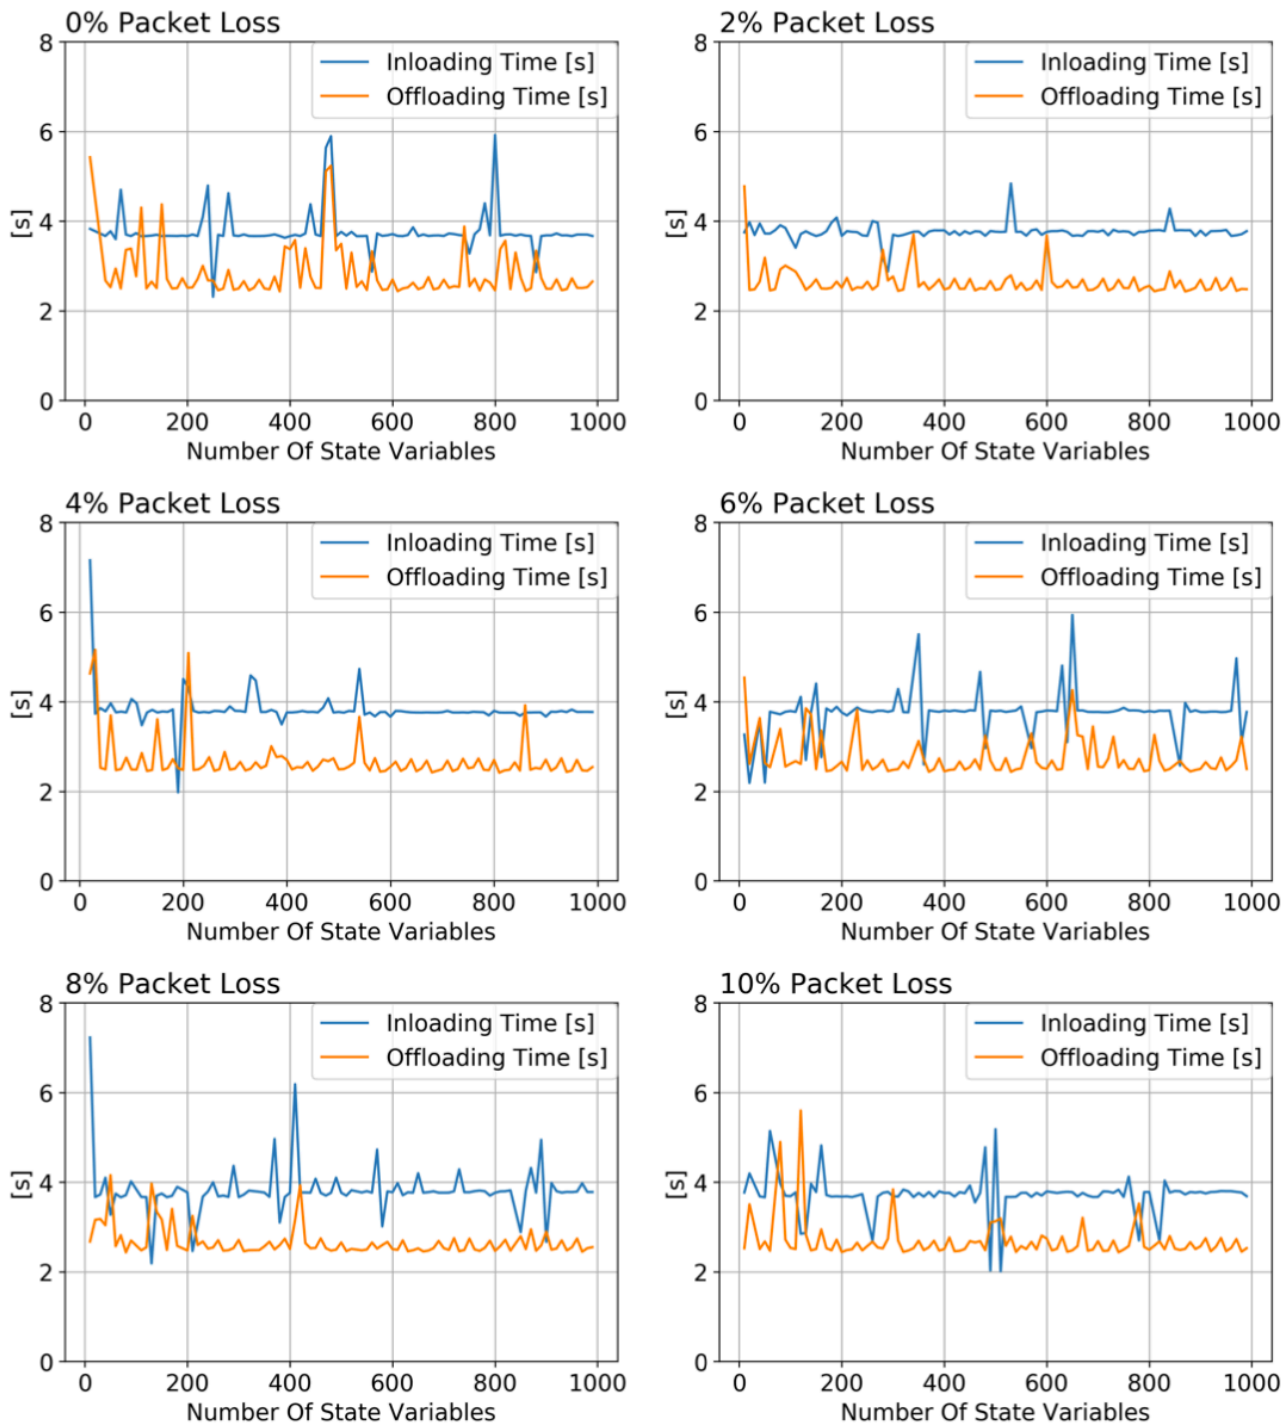 0% Packet Loss
8
6
4
2
0
[s]
Inloading Time [s]
Offloading Time [s]
0 200 400 600 800 1000
Number Of State Variables
2% Packet Loss
8
6
4
2
0
[s]
Inloading Time [s]
Offloading Time [s]
0 200 400 600 800 1000
Number Of State Variables
4% Packet Loss
8
6
4
2
0
[s]
Inloading Time [s]
Offloading Time [s]
0 200 400 600 800 1000
Number Of State Variables
6% Packet Loss
8
6
4
2
0
[s]
Inloading Time [s]
Offloading Time [s]
0 200 400 600 800 1000
Number Of State Variables
8% Packet Loss
8
6
4
2
0
[s]
Inloading Time [s]
Offloading Time [s]
0 200 400 600 800 1000
Number Of State Variables
10% Packet Loss
8
6
4
2
0
[s]
Inloading Time [s]
Offloading Time [s]
0 200 400 600 800 1000
Number Of State Variables